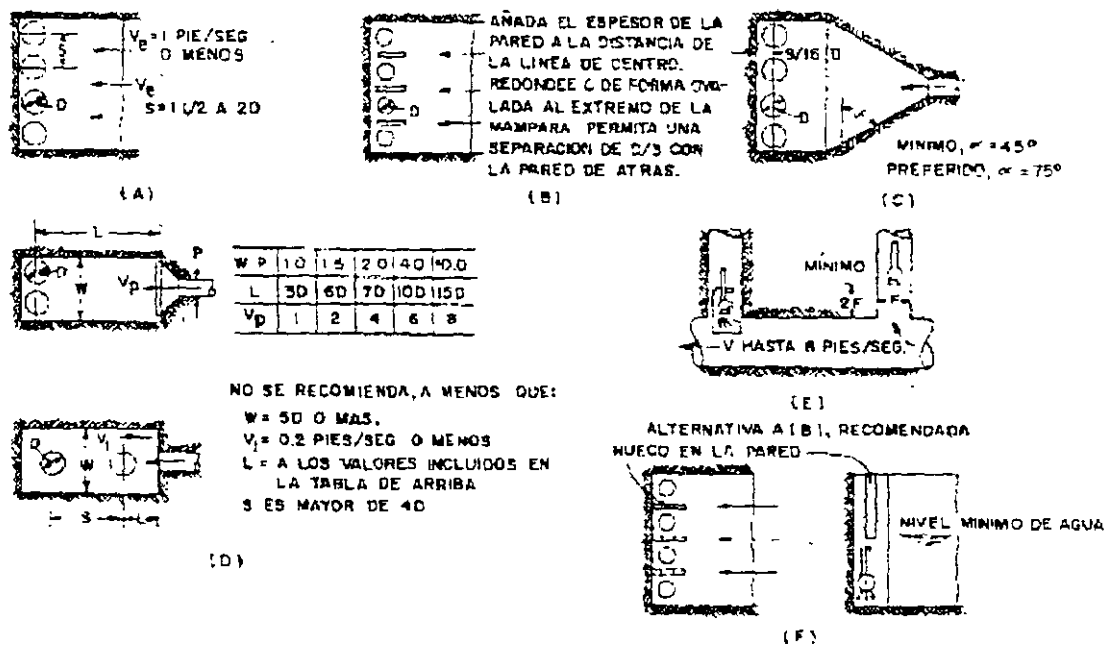 Ve = 1 PIE/SEG
O MENOS
S
Ve
D
S = 1 1/2 A 2D
(A)
D
AÑADA EL ESPESOR DE LA
PARED A LA DISTANCIA DE
LA LINEA DE CENTRO.
REDONDEE O DE FORMA OVA-
LADA AL EXTREMO DE LA
MAMPARA PERMITA UNA
SEPARACION DE D/3 CON
LA PARED DE ATRAS.
(B)
D
MINIMO, ∝ = 45°
PREFERIDO, ∝ = 75°
(C)
L
P
D
W
Vp
W P 1.0 1.5 2.0 4.0 10.0
L 3D 6D 7D 10D 15D
Vp 1 2 4 6 8
NO SE RECOMIENDA, A MENOS QUE:
W = 5D O MAS.
V1 = 0.2 PIES/SEG O MENOS
L = A LOS VALORES INCLUIDOS EN
LA TABLA DE ARRIBA
S ES MAYOR DE 4D
D
W
V1
S
L
(D)
MÍNIMO
2F
F
V HASTA 8 PIES/SEG.
(E)
ALTERNATIVA A (B), RECOMENDADA
HUECO EN LA PARED
NIVEL MINIMO DE AGUA
(F)